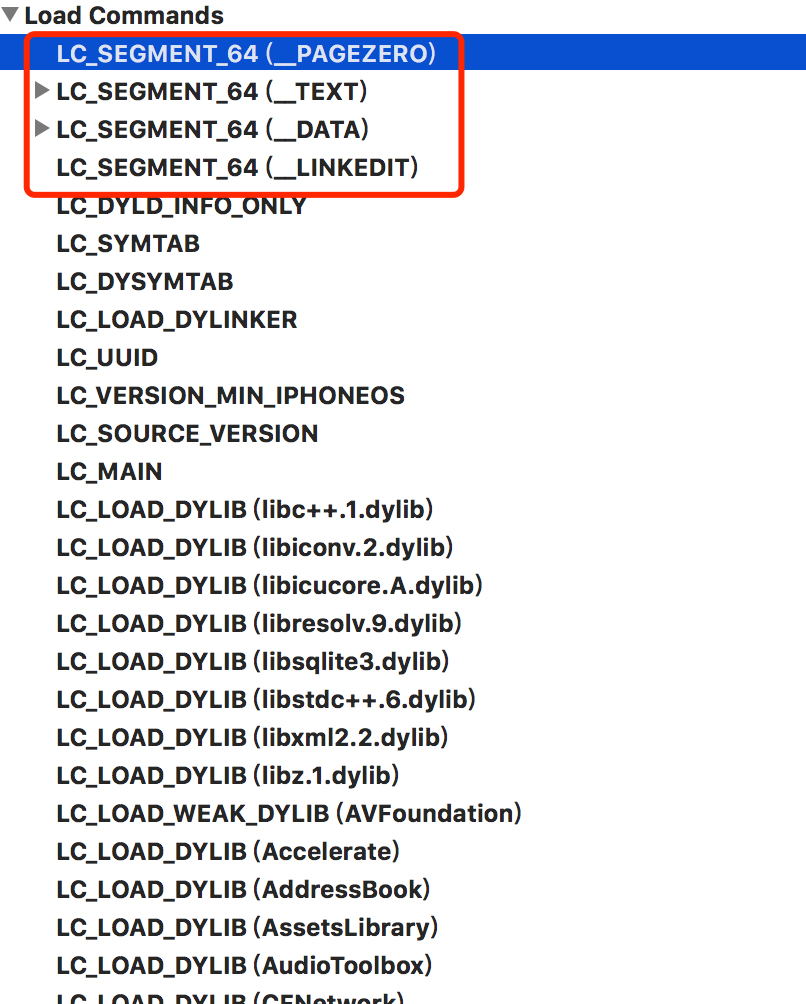 Load Commands
LC_SEGMENT_64 (__PAGEZERO)
LC_SEGMENT_64 (__TEXT)
LC_SEGMENT_64 (__DATA)
LC_SEGMENT_64 (__LINKEDIT)
LC_DYLD_INFO_ONLY
LC_SYMTAB
LC_DYSYMTAB
LC_LOAD_DYLINKER
LC_UUID
LC_VERSION_MIN_IPHONEOS
LC_SOURCE_VERSION
LC_MAIN
LC_LOAD_DYLIB (libc++.1.dylib)
LC_LOAD_DYLIB (libiconv.2.dylib)
LC_LOAD_DYLIB (libicucore.A.dylib)
LC_LOAD_DYLIB (libresolv.9.dylib)
LC_LOAD_DYLIB (libsqlite3.dylib)
LC_LOAD_DYLIB (libstdc++.6.dylib)
LC_LOAD_DYLIB (libxml2.2.dylib)
LC_LOAD_DYLIB (libz.1.dylib)
LC_LOAD_WEAK_DYLIB (AVFoundation)
LC_LOAD_DYLIB (Accelerate)
LC_LOAD_DYLIB (AddressBook)
LC_LOAD_DYLIB (AssetsLibrary)
LC_LOAD_DYLIB (AudioToolbox)
LC_LOAD_DYLIB (CFNetwork)